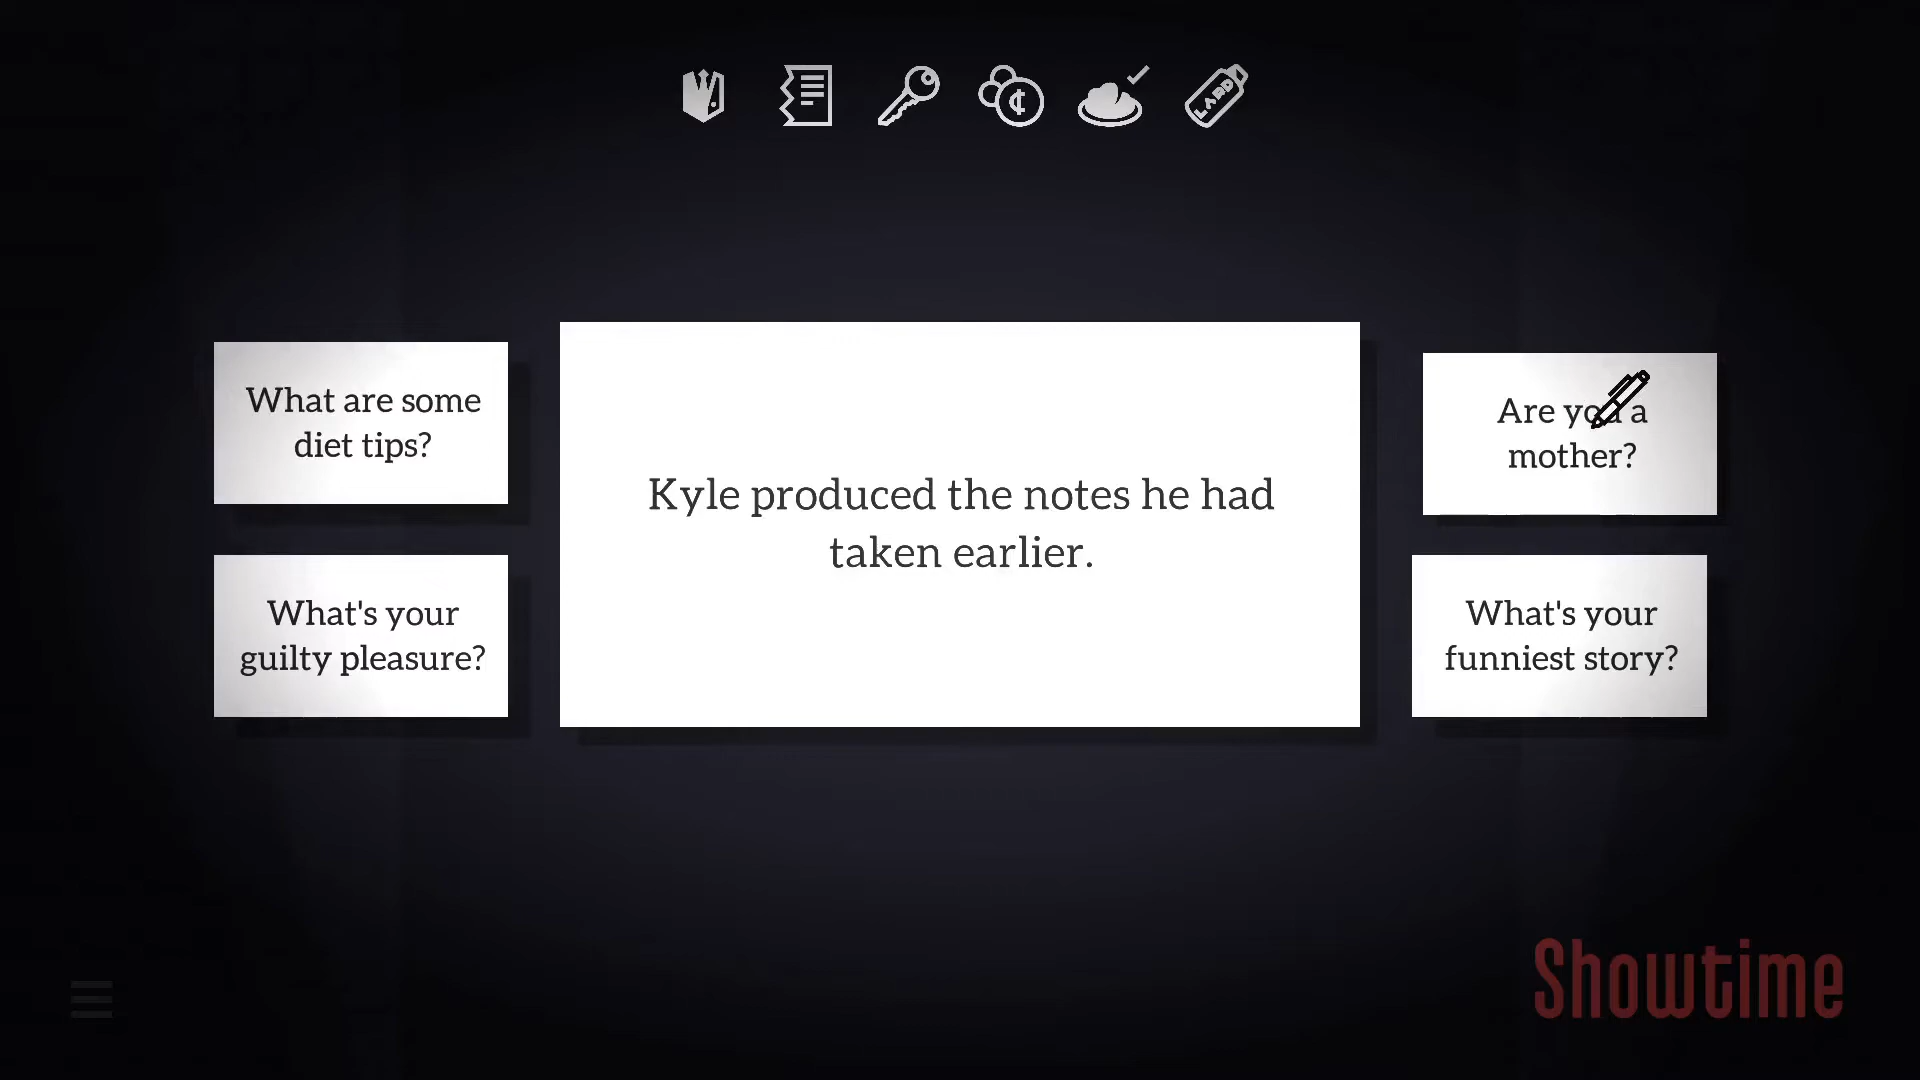 LARD
What are some
diet tips?
Kyle produced the notes he had
taken earlier.
Are you a
mother?
What's your
guilty pleasure?
What's your
funniest story?
Showtime